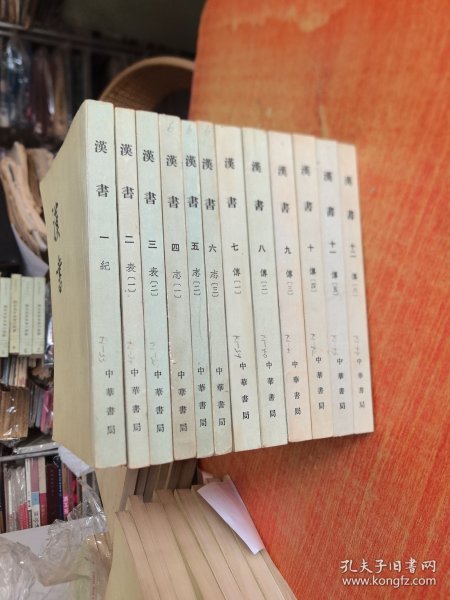 漢書
漢書 一 紀 中華書局
漢書 二 表(一) 中華書局
漢書 三 表(二) 中華書局
漢書 四 志(一) 中華書局
漢書 五 志(二) 中華書局
漢書 六 志(三) 中華書局
漢書 七 傳(一) 中華書局
漢書 八 傳(二) 中華書局
漢書 九 傳(三) 中華書局
漢書 十 傳(四) 中華書局
漢書 十一 傳(五) 中華書局
漢書 十二 傳(六) 中華書局
孔夫子旧书网
www.kongfz.com